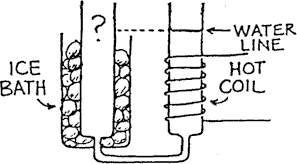 ?
WATER
LINE
ICE
BATH
HOT
COIL